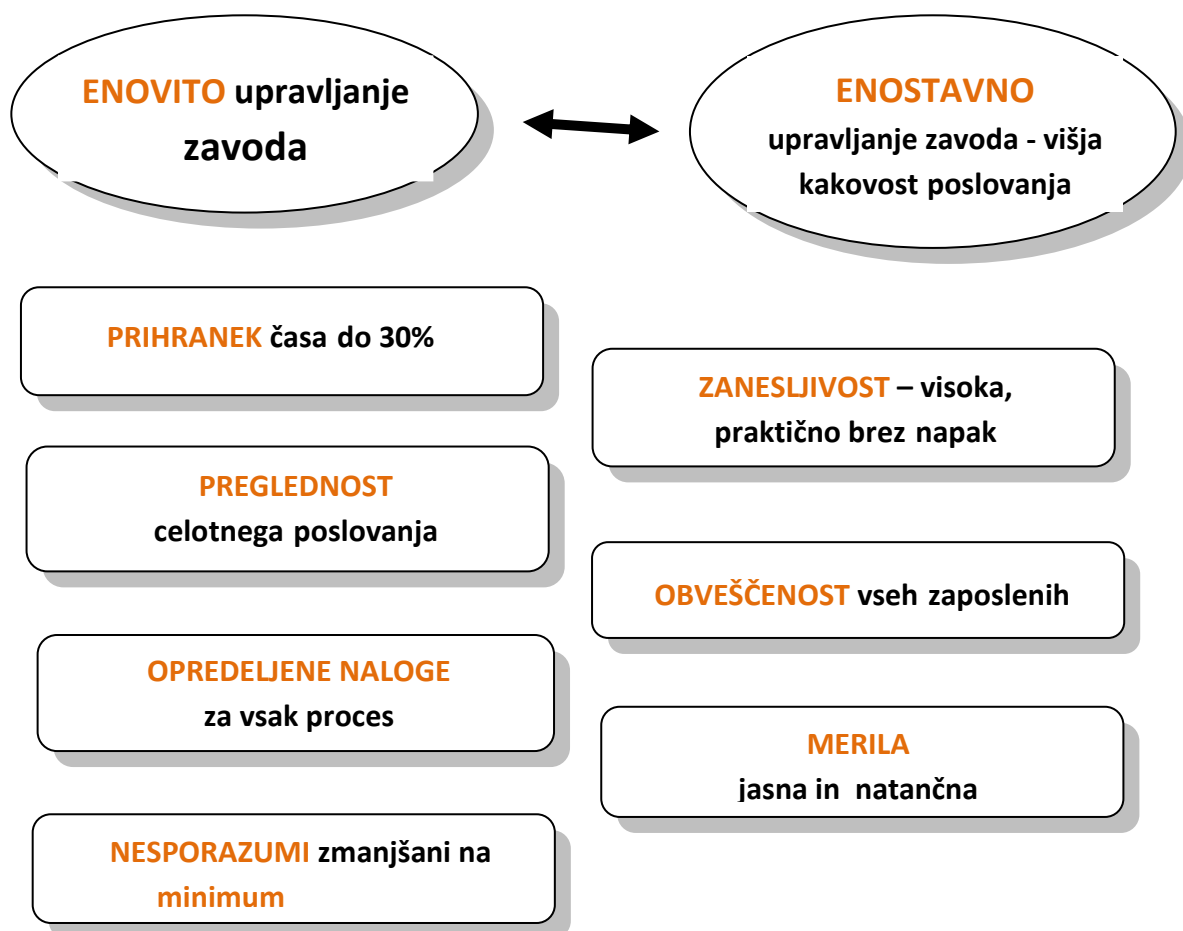 ENOVITO upravljanje
zavoda
ENOSTAVNO
upravljanje zavoda - višja
kakovost poslovanja
PRIHRANEK časa do 30%
PREGLEDNOST
celotnega poslovanja
OPREDELJENE NALOGE
za vsak proces
NESPORAZUMI zmanjšani na
minimum
ZANESLJIVOST – visoka,
praktično brez napak
OBVEŠČENOST vseh zaposlenih
MERILA
jasna in natančna